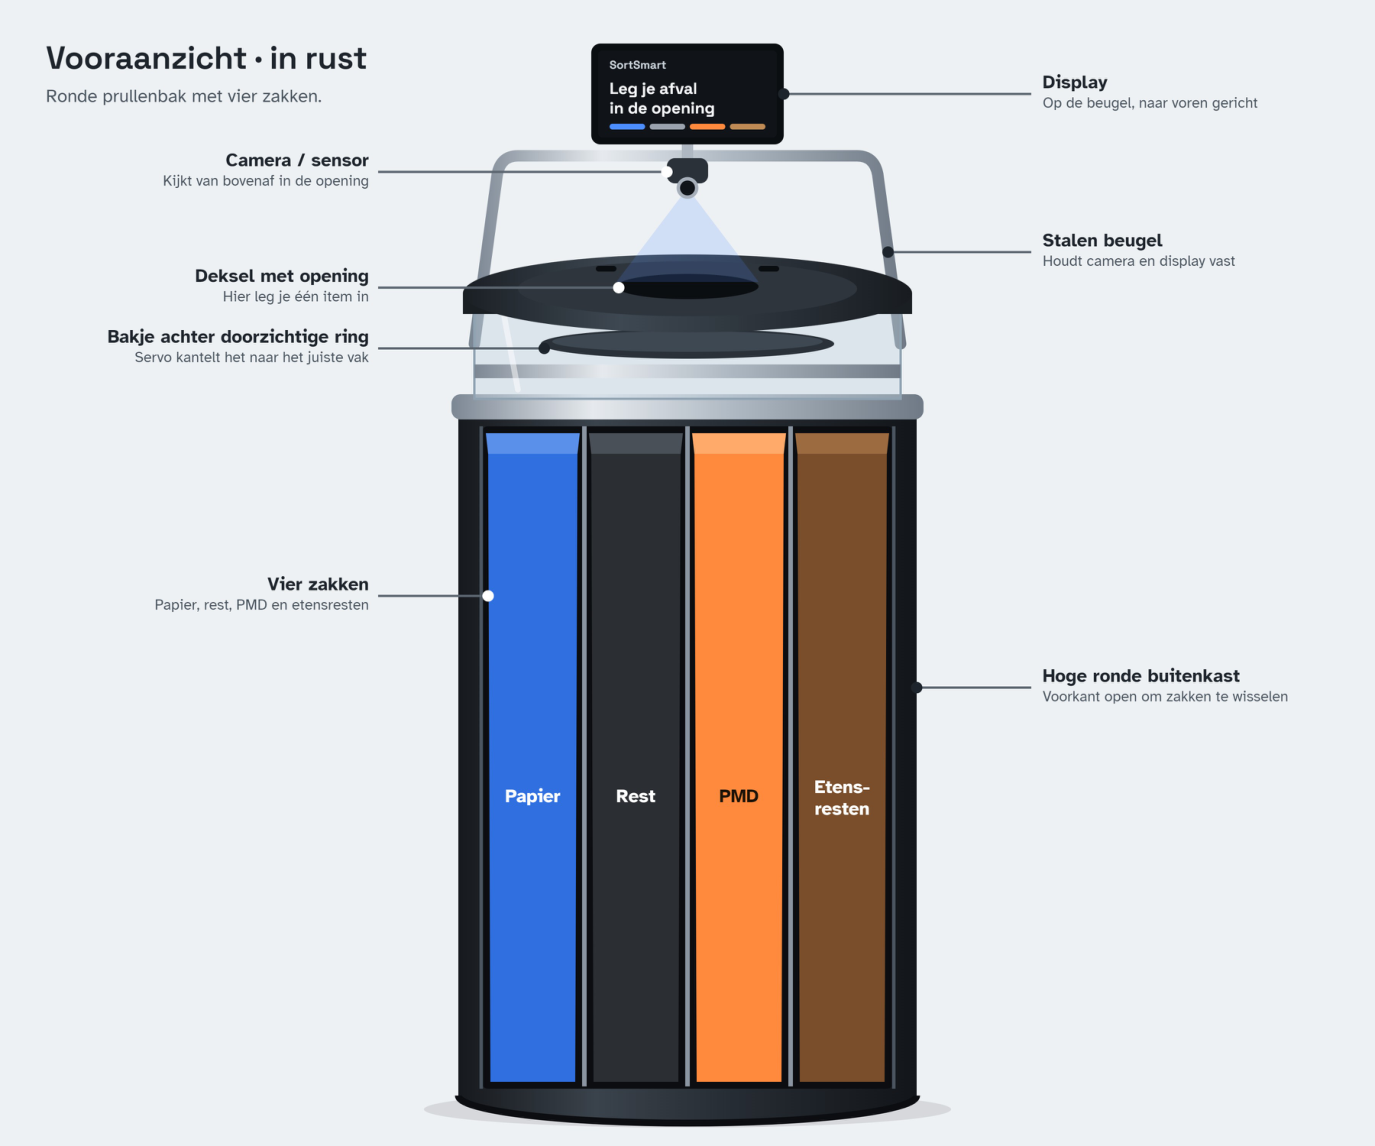 Vooraanzicht · in rust
Ronde prullenbak met vier zakken.
SortSmart
Leg je afval
in de opening
Display
Op de beugel, naar voren gericht
Camera / sensor
Kijkt van bovenaf in de opening
Stalen beugel
Houdt camera en display vast
Deksel met opening
Hier leg je één item in
Bakje achter doorzichtige ring
Servo kantelt het naar het juiste vak
Vier zakken
Papier, rest, PMD en etensresten
Hoge ronde buitenkast
Voorkant open om zakken te wisselen
Papier
Rest
PMD
Etens-
resten